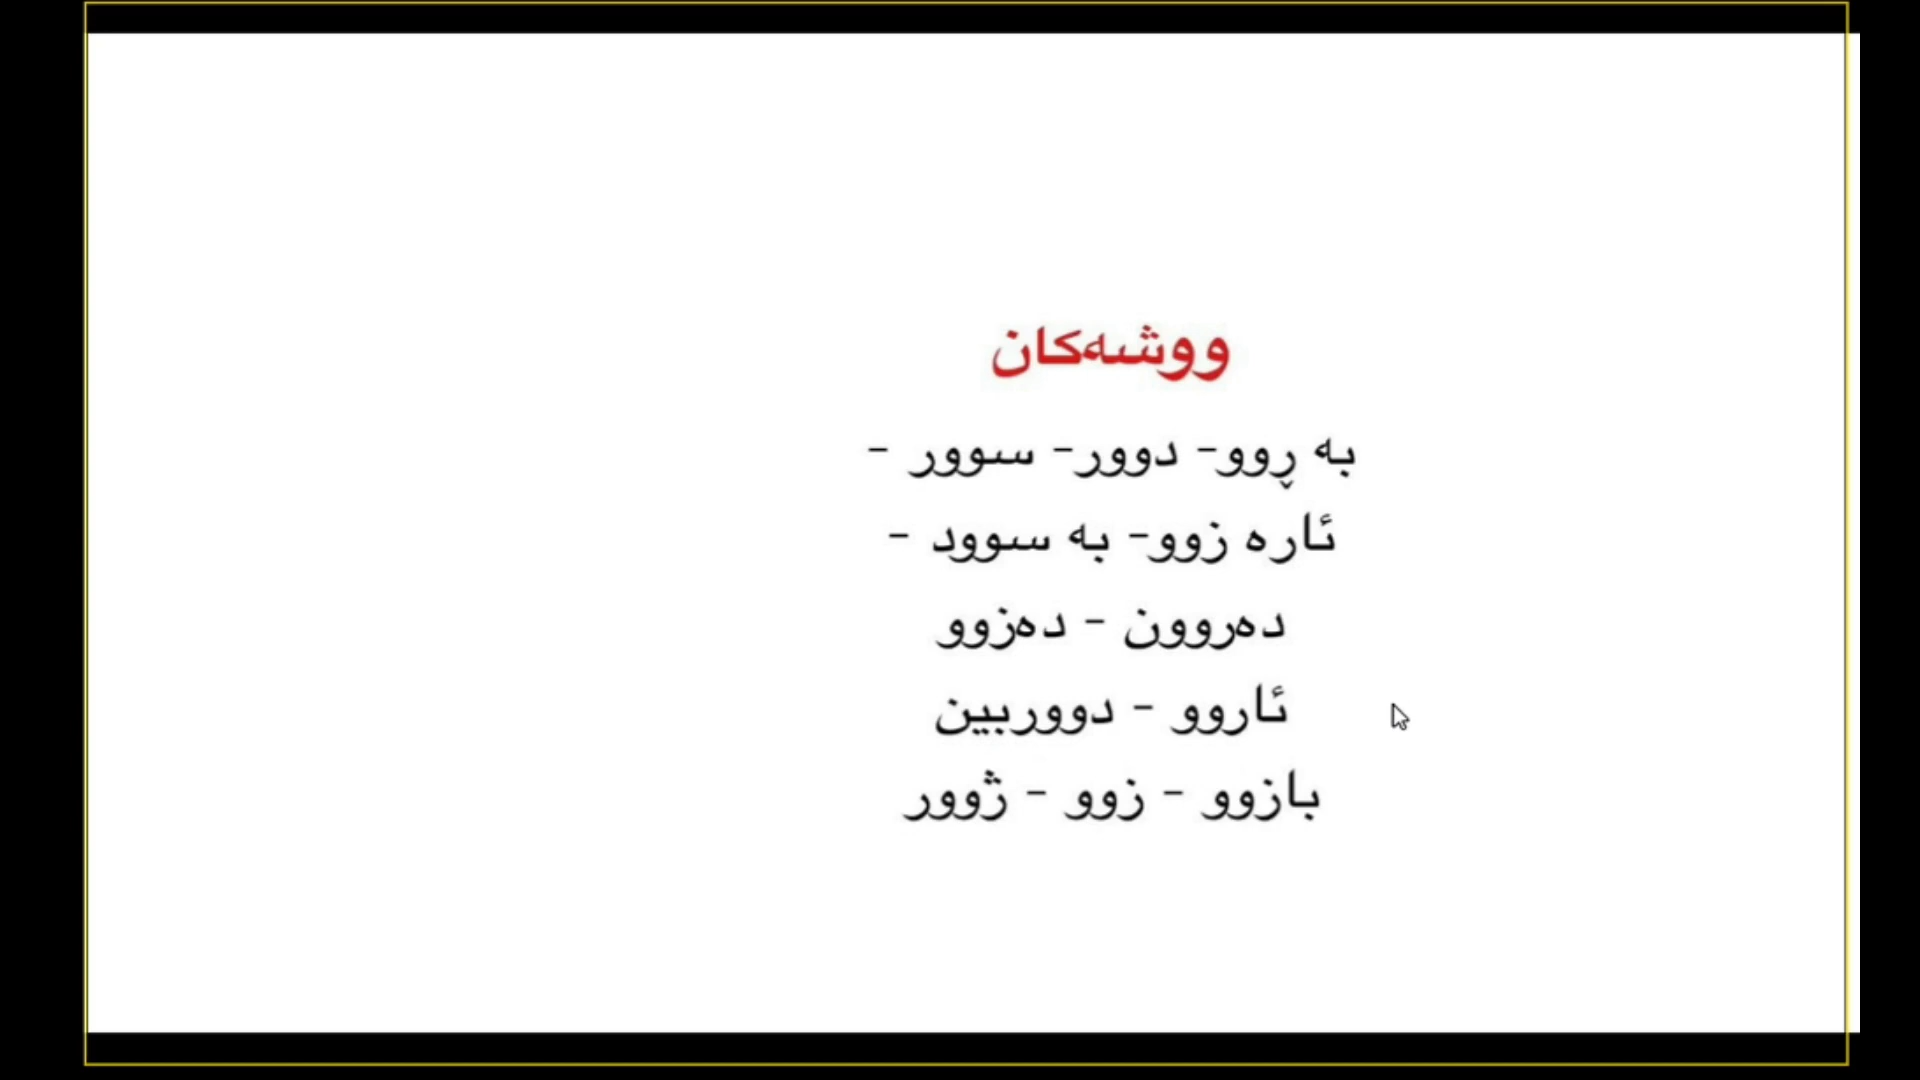 ووشەکان
بە ڕوو- دوور- سوور -
ئارە زوو- بە سوود -
دەروون - دەزوو
ئاروو - دووربین
بازوو - زوو - ژوور